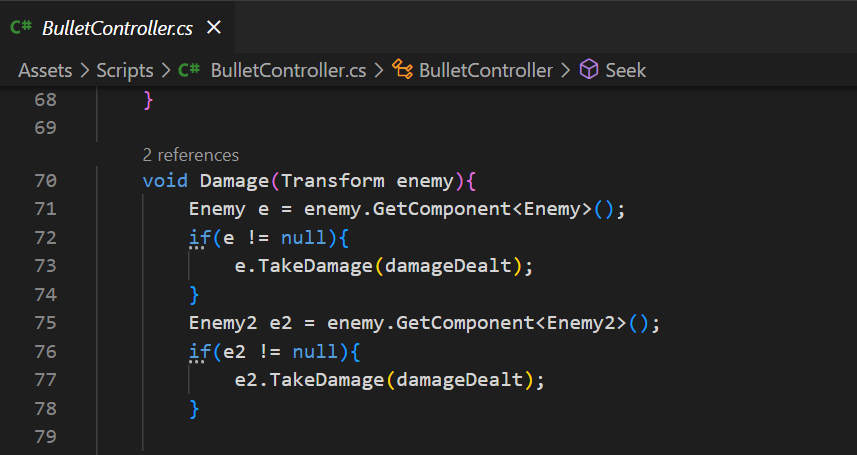 C# BulletController.cs ×
Assets > Scripts > C# BulletController.cs > BulletController > Seek
68 }
69
2 references
70 void Damage(Transform enemy){
71 Enemy e = enemy.GetComponent<Enemy>();
72 if(e != null){
73 e.TakeDamage(damageDealt);
74 }
75 Enemy2 e2 = enemy.GetComponent<Enemy2>();
76 if(e2 != null){
77 e2.TakeDamage(damageDealt);
78 }
79